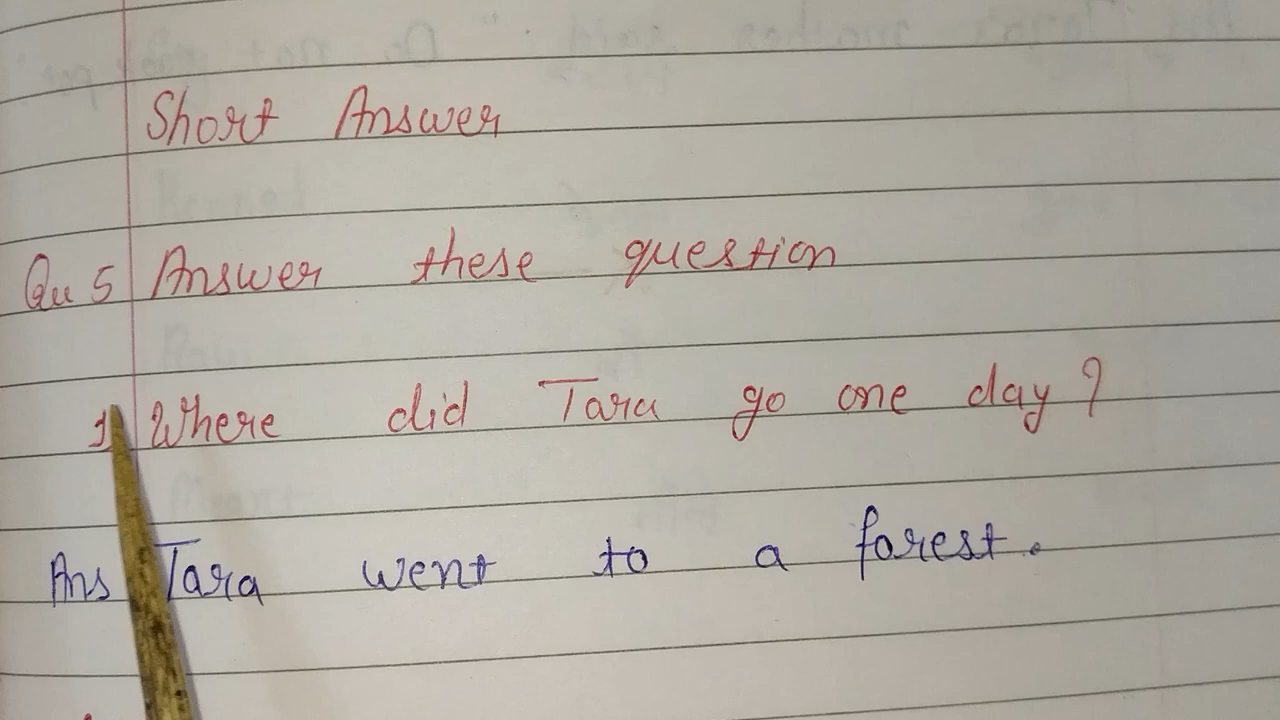 Short Answer
Qu 5 Answer these question
1 Where did Tara go one day?
Ans Tara went to a forest.